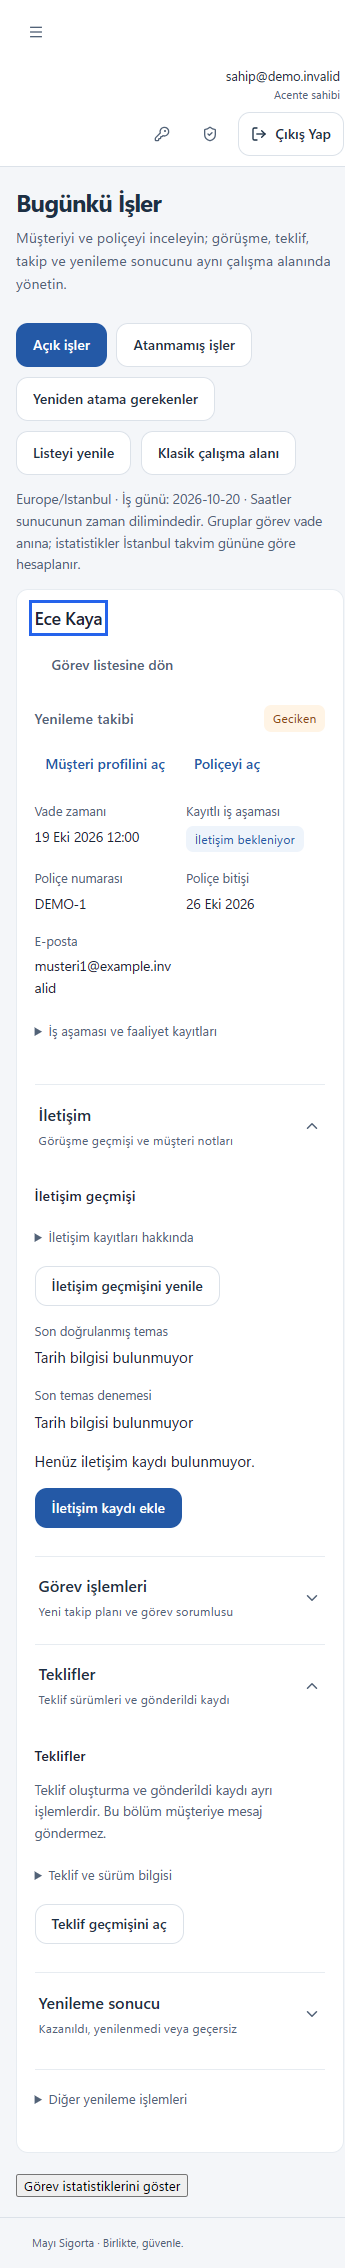 sahip@demo.invalid
Acente sahibi
Çıkış Yap
Bugünkü İşler
Müşteriyi ve poliçeyi inceleyin; görüşme, teklif,
takip ve yenileme sonucunu aynı çalışma alanında
yönetin.
Açık işler
Atanmamış işler
Yeniden atama gerekenler
Listeyi yenile
Klasik çalışma alanı
Europe/Istanbul · İş günü: 2026-10-20 · Saatler
sunucunun zaman dilimindedir. Gruplar görev vade
anına; istatistikler İstanbul takvim gününe göre
hesaplanır.
Ece Kaya
Görev listesine dön
Yenileme takibi
Geciken
Müşteri profilini aç
Poliçeyi aç
Vade zamanı
19 Eki 2026 12:00
Kayıtlı iş aşaması
İletişim bekleniyor
Poliçe numarası
DEMO-1
Poliçe bitişi
26 Eki 2026
E-posta
musteri1@example.inv
alid
İş aşaması ve faaliyet kayıtları
İletişim
Görüşme geçmişi ve müşteri notları
İletişim geçmişi
İletişim kayıtları hakkında
İletişim geçmişini yenile
Son doğrulanmış temas
Tarih bilgisi bulunmuyor
Son temas denemesi
Tarih bilgisi bulunmuyor
Henüz iletişim kaydı bulunmuyor.
İletişim kaydı ekle
Görev işlemleri
Yeni takip planı ve görev sorumlusu
Teklifler
Teklif sürümleri ve gönderildi kaydı
Teklifler
Teklif oluşturma ve gönderildi kaydı ayrı
işlemlerdir. Bu bölüm müşteriye mesaj
göndermez.
Teklif ve sürüm bilgisi
Teklif geçmişini aç
Yenileme sonucu
Kazanıldı, yenilenmedi veya geçersiz
Diğer yenileme işlemleri
Görev istatistiklerini göster
Mayı Sigorta · Birlikte, güvenle.